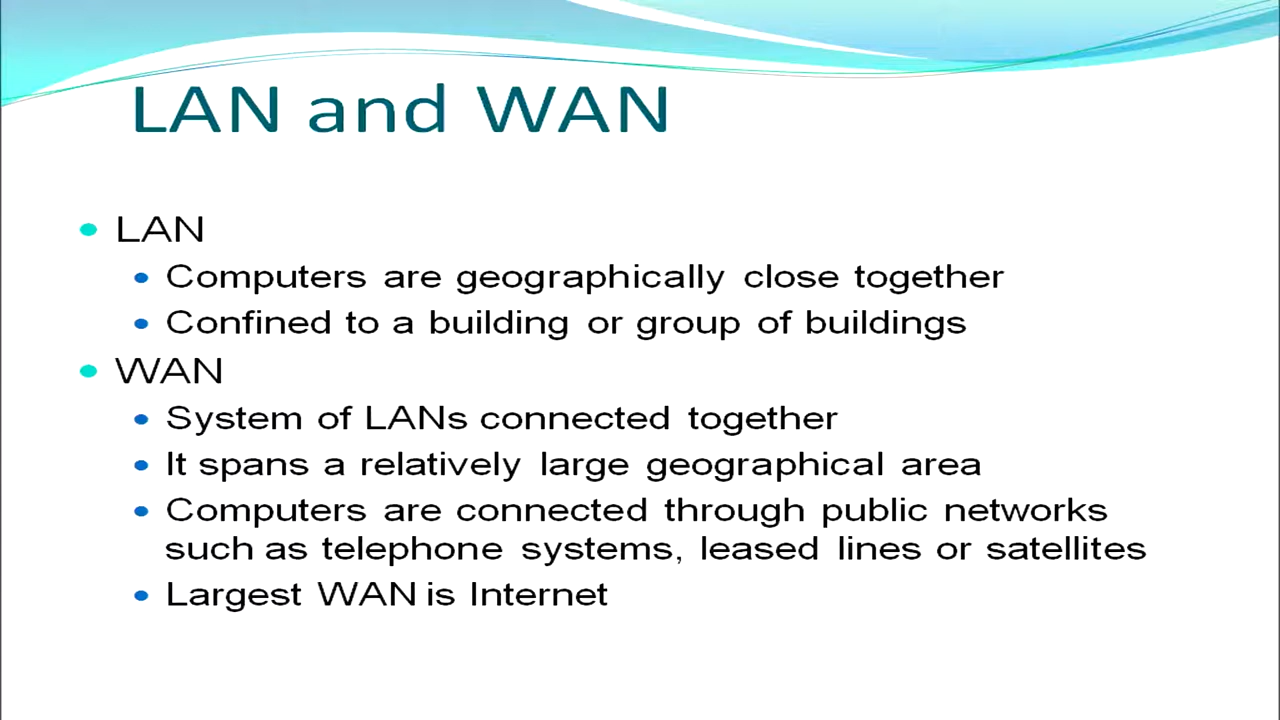 LAN and WAN
• LAN
• Computers are geographically close together
• Confined to a building or group of buildings
• WAN
• System of LANs connected together
• It spans a relatively large geographical area
• Computers are connected through public networks
such as telephone systems, leased lines or satellites
• Largest WAN is Internet